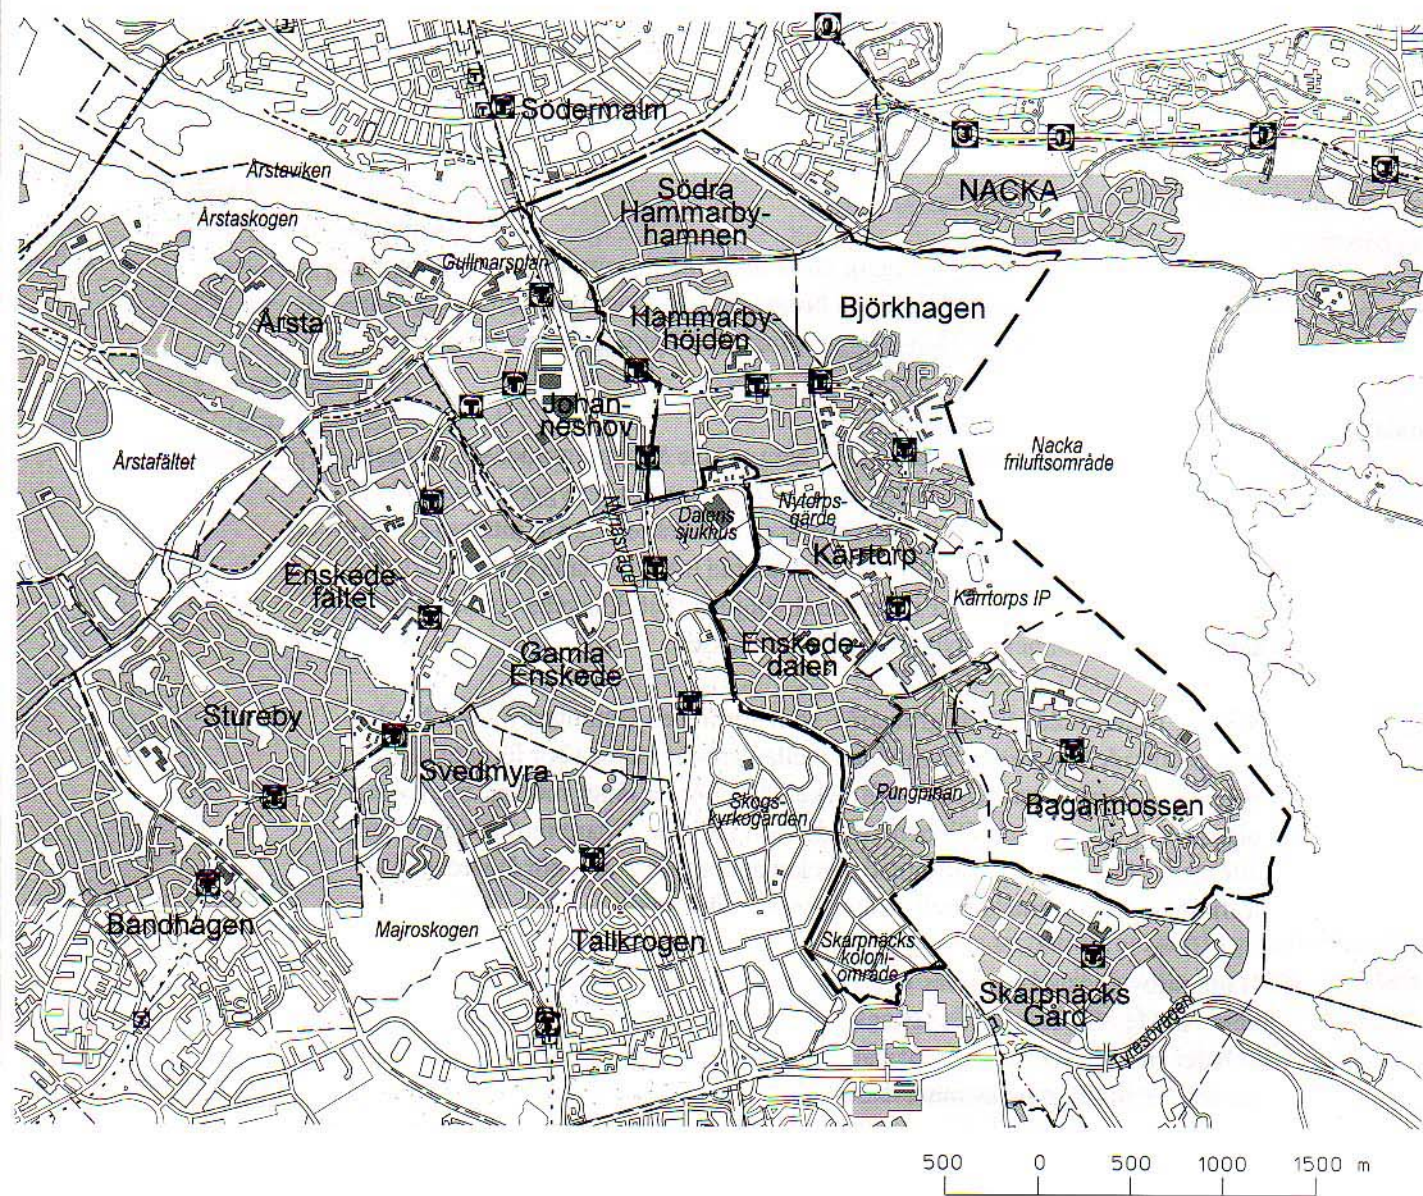 Södermalm
Årstaviken
Årstaskogen
Södra
Hammarby-
hamnen
NACKA
Gullmarsplan
Årsta
Hammarby-
höjden
Björkhagen
Johan-
neshov
Årstafältet
Nacka
friluftsområde
Nynäsvägen
Dalens
sjukhus
Nytorps-
gärde
Kärrtorp
Enskede-
fältet
Kärrtorps IP
Gamla
Enskede
Enskede-
dalen
Stureby
Svedmyra
Skogs-
kyrkogården
Pungpinan
Bagarmossen
Bandhagen
Majroskogen
Tallkrogen
Skarpnäcks
koloni-
område
Skarpnäcks
Gård
Tyresövägen
500 0 500 1000 1500 m